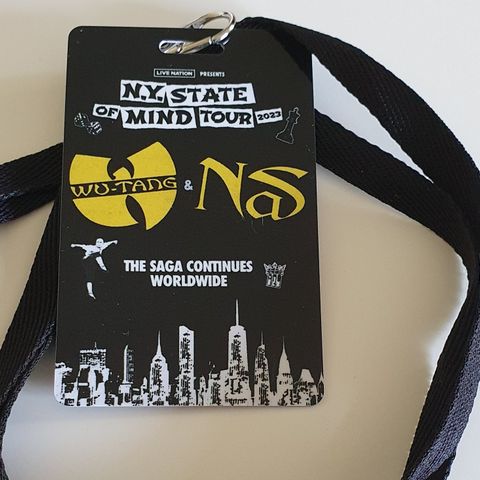 LIVE NATION PRESENTS
N.Y. STATE
OF MIND TOUR 2023
WU-TANG & NAS
THE SAGA CONTINUES
WORLDWIDE